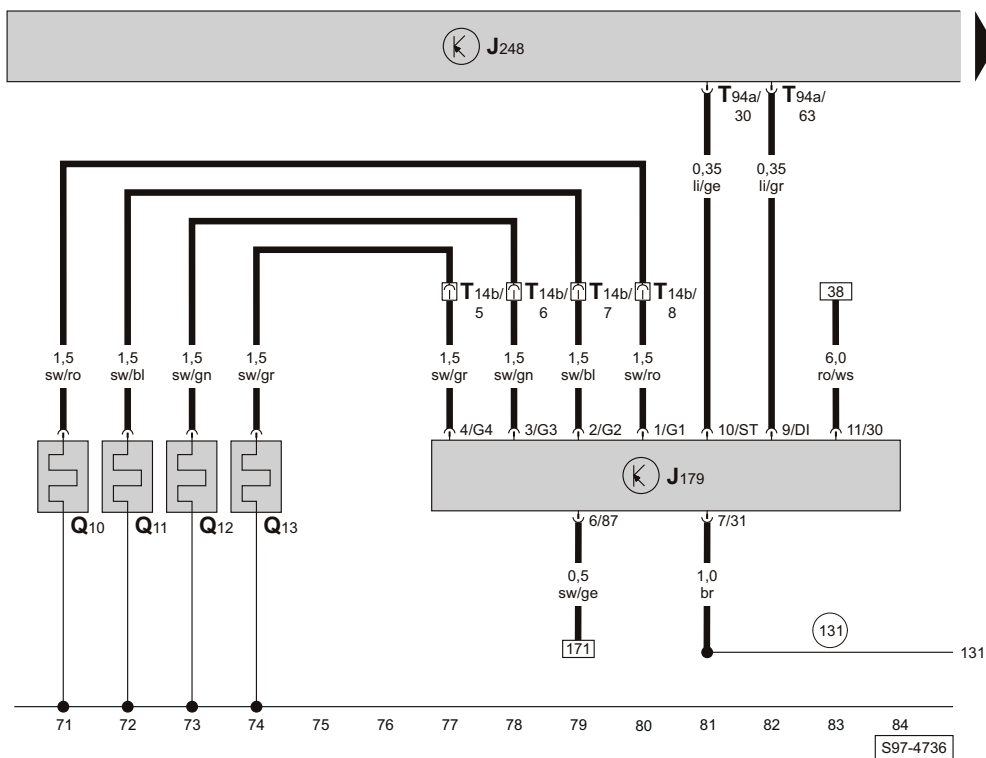 J248
T94a/ T94a/
30 63
0,35 0,35
li/ge li/gr
T14b/ T14b/ T14b/ T14b/ 38
5 6 7 8
1,5 1,5 1,5 1,5 1,5 1,5 1,5 1,5 6,0
sw/ro sw/bl sw/gn sw/gr sw/gr sw/gn sw/bl sw/ro ro/ws
4/G4 3/G3 2/G2 1/G1 10/ST 9/DI 11/30
J179
Q10 Q11 Q12 Q13 6/87 7/31
0,5 1,0
sw/ge br
131
171 131
71 72 73 74 75 76 77 78 79 80 81 82 83 84
S97-4736